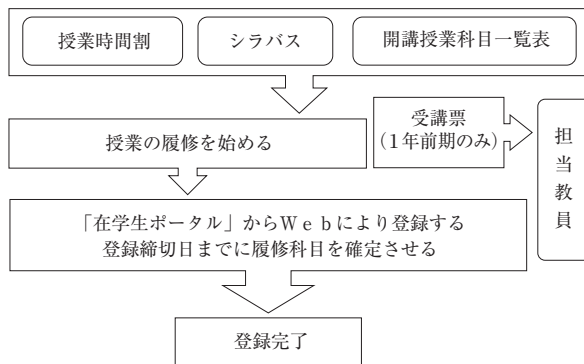 授業時間割
シラバス
開講授業科目一覧表
授業の履修を始める
受講票
（1年前期のみ）
担当教員
「在学生ポータル」からWebにより登録する
登録締切日までに履修科目を確定させる
登録完了